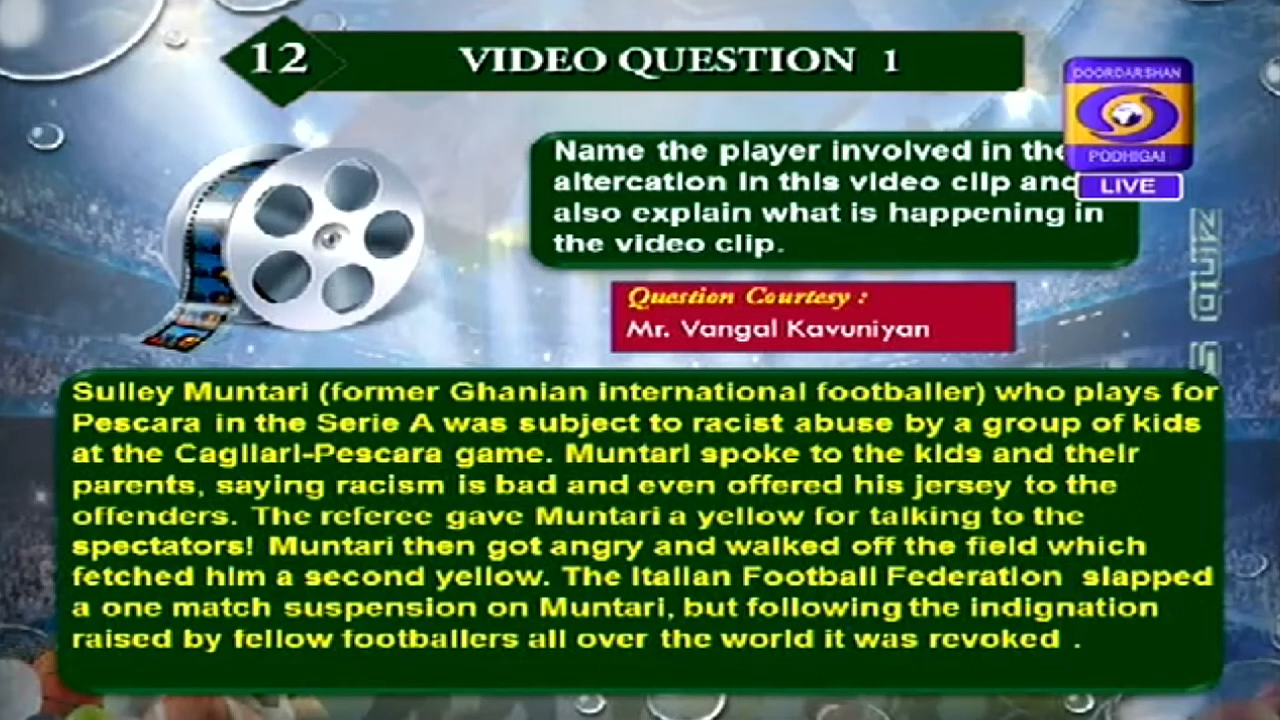 12
VIDEO QUESTION 1
DOORDARSHAN
PODHIGAI
LIVE
Name the player involved in the
altercation in this video clip and
also explain what is happening in
the video clip.
Question Courtesy :
Mr. Vangal Kavuniyan
Sulley Muntari (former Ghanian international footballer) who plays for
Pescara in the Serie A was subject to racist abuse by a group of kids
at the Cagliari-Pescara game. Muntari spoke to the kids and their
parents, saying racism is bad and even offered his jersey to the
offenders. The referee gave Muntari a yellow for talking to the
spectators! Muntari then got angry and walked off the field which
fetched him a second yellow. The Italian Football Federation slapped
a one match suspension on Muntari, but following the indignation
raised by fellow footballers all over the world it was revoked .
S QUIZ